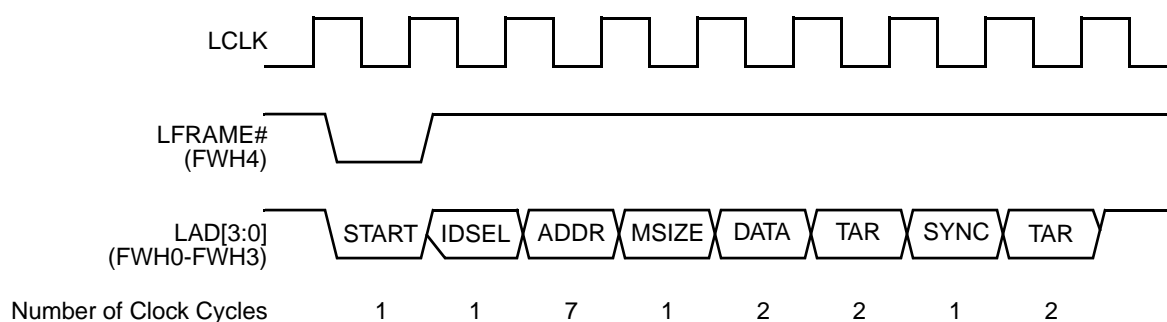 LCLK
LFRAME#
(FWH4)
LAD[3:0]
(FWH0-FWH3)
START IDSEL ADDR MSIZE DATA TAR SYNC TAR
Number of Clock Cycles 1 1 7 1 2 2 1 2